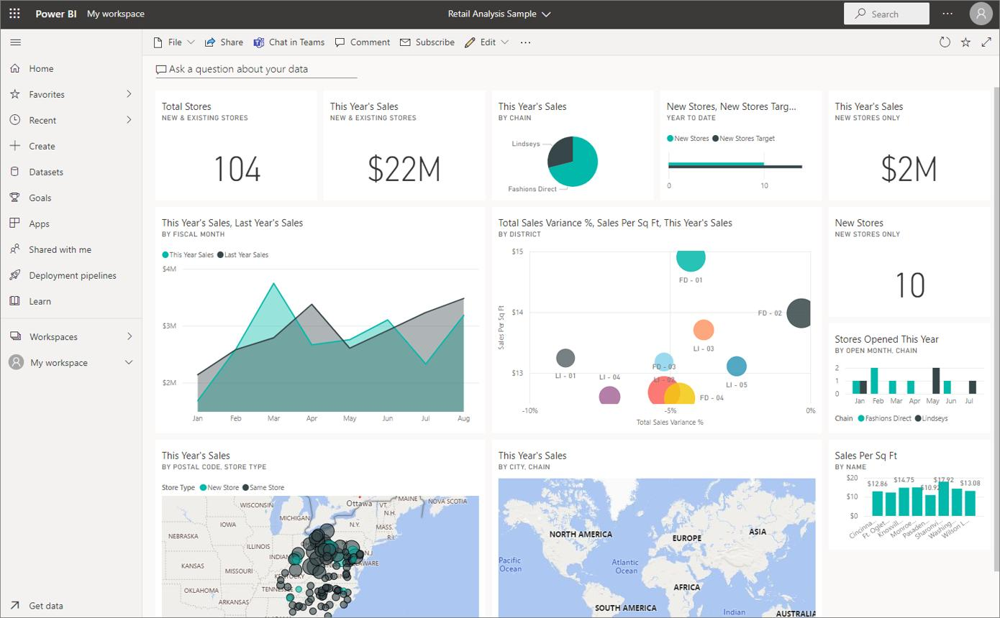 Power BI My workspace
Retail Analysis Sample
Search
File
Share
Chat in Teams
Comment
Subscribe
Edit
Ask a question about your data
Home
Favorites
Recent
Create
Datasets
Goals
Apps
Shared with me
Deployment pipelines
Learn
Workspaces
My workspace
Get data
Total Stores
NEW & EXISTING STORES
104
This Year's Sales
NEW & EXISTING STORES
$22M
This Year's Sales
BY CHAIN
Lindseys
Fashions Direct
New Stores, New Stores Targ...
YEAR TO DATE
New Stores New Stores Target
0 10
This Year's Sales
NEW STORES ONLY
$2M
This Year's Sales, Last Year's Sales
BY FISCAL MONTH
This Year Sales Last Year Sales
$4M
$3M
$2M
Jan Feb Mar Apr May Jun Jul Aug
Total Sales Variance %, Sales Per Sq Ft, This Year's Sales
BY DISTRICT
Sales Per Sq Ft
$15
$14
$13
FD - 01
FD - 02
LI - 03
LI - 01
FD - 03
LI - 04
LI - 02
LI - 05
FD - 04
-10% -5% 0%
Total Sales Variance %
New Stores
NEW STORES ONLY
10
Stores Opened This Year
BY OPEN MONTH, CHAIN
2
1
0
Jan Feb Mar Apr May Jun Jul
Chain Fashions Direct Lindseys
This Year's Sales
BY POSTAL CODE, STORE TYPE
Store Type New Store Same Store
Ottawa
MAINE
NOVA SCOTIA
WISCONSIN
VT.
N.H.
MICHIGAN
IOWA
N.Y.
MASS.
R.I.
NEBRASKA
ILLINOIS
KANSAS
MISSOURI
OKLAHOMA
ARKANSAS
This Year's Sales
BY CITY, CHAIN
NORTH AMERICA
EUROPE
ASIA
Pacific
Ocean
Atlantic
Ocean
AFRICA
SOUTH AMERICA
Indian
AUSTRALIA
Sales Per Sq Ft
BY NAME
$20
$10
$0
$12.86
$14.75
$10.92
$17.92
$13.08
Cincinna...
Ft. Oglet...
Knoxvill...
Monroe...
Pasaden...
Sharonvi...
Washing...
Wilson L...